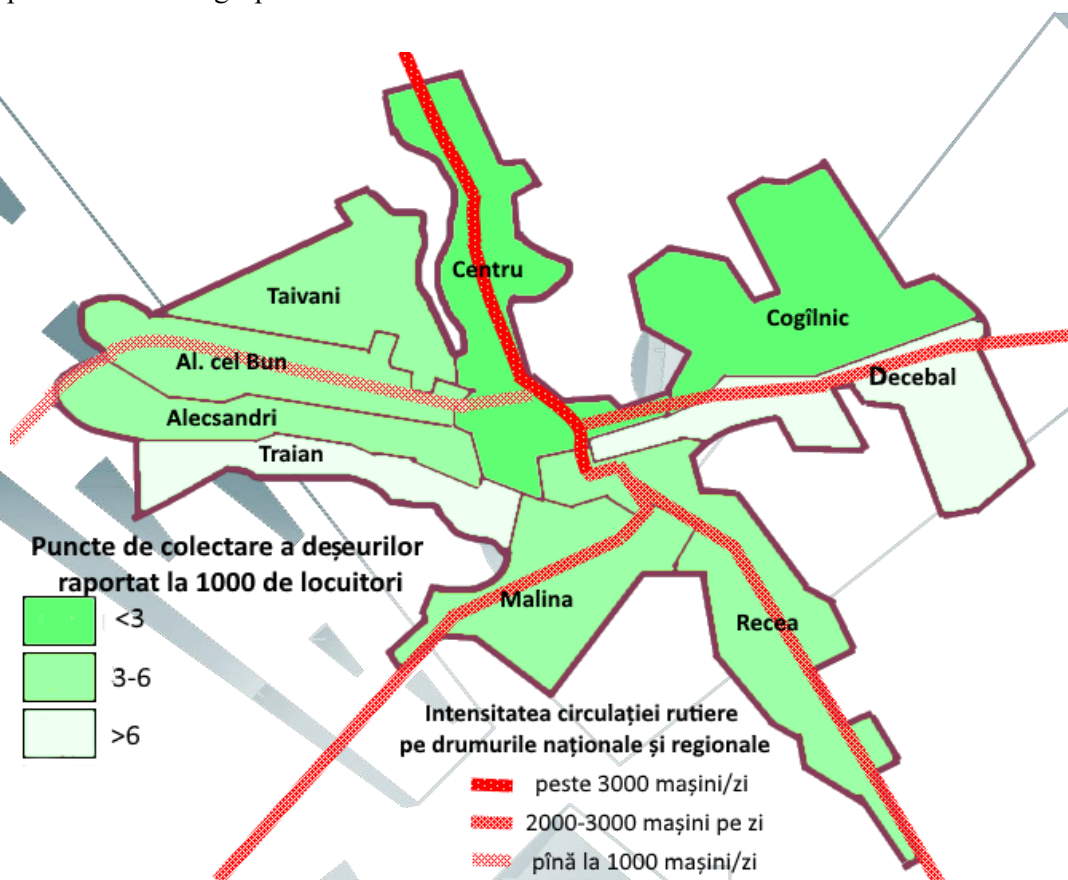 Centru
Taivani
Cogîlnic
Al. cel Bun
Decebal
Alecsandri
Traian
Puncte de colectare a deșeurilor
raportat la 1000 de locuitori
<3
3-6
>6
Malina
Recea
Intensitatea circulației rutiere
pe drumurile naționale și regionale
peste 3000 mașini/zi
2000-3000 mașini pe zi
pînă la 1000 mașini/zi